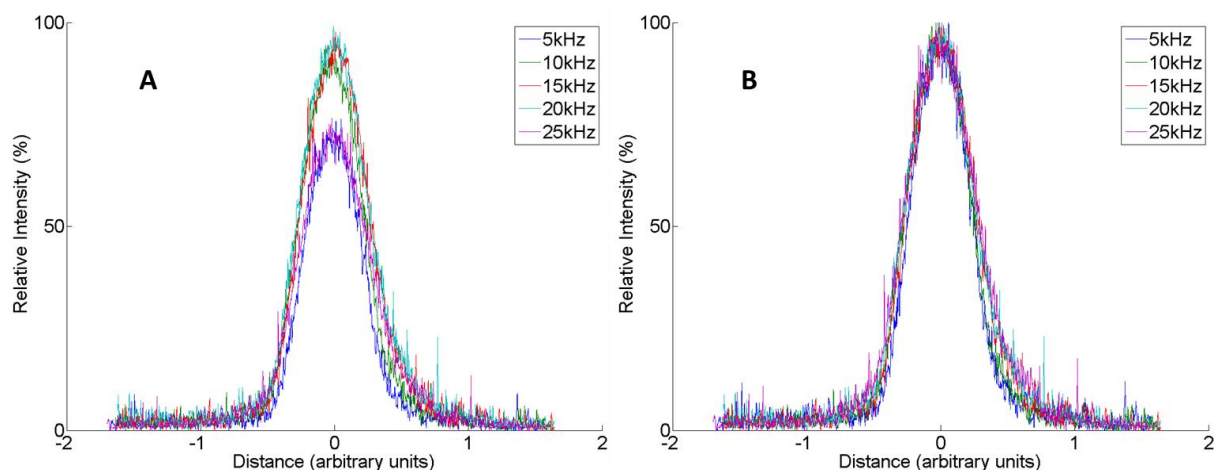 A
100
50
0
Relative Intensity (%)
-2
-1
0
1
2
Distance (arbitrary units)
5kHz
10kHz
15kHz
20kHz
25kHz
B
100
50
0
Relative Intensity (%)
-2
-1
0
1
2
Distance (arbitrary units)
5kHz
10kHz
15kHz
20kHz
25kHz